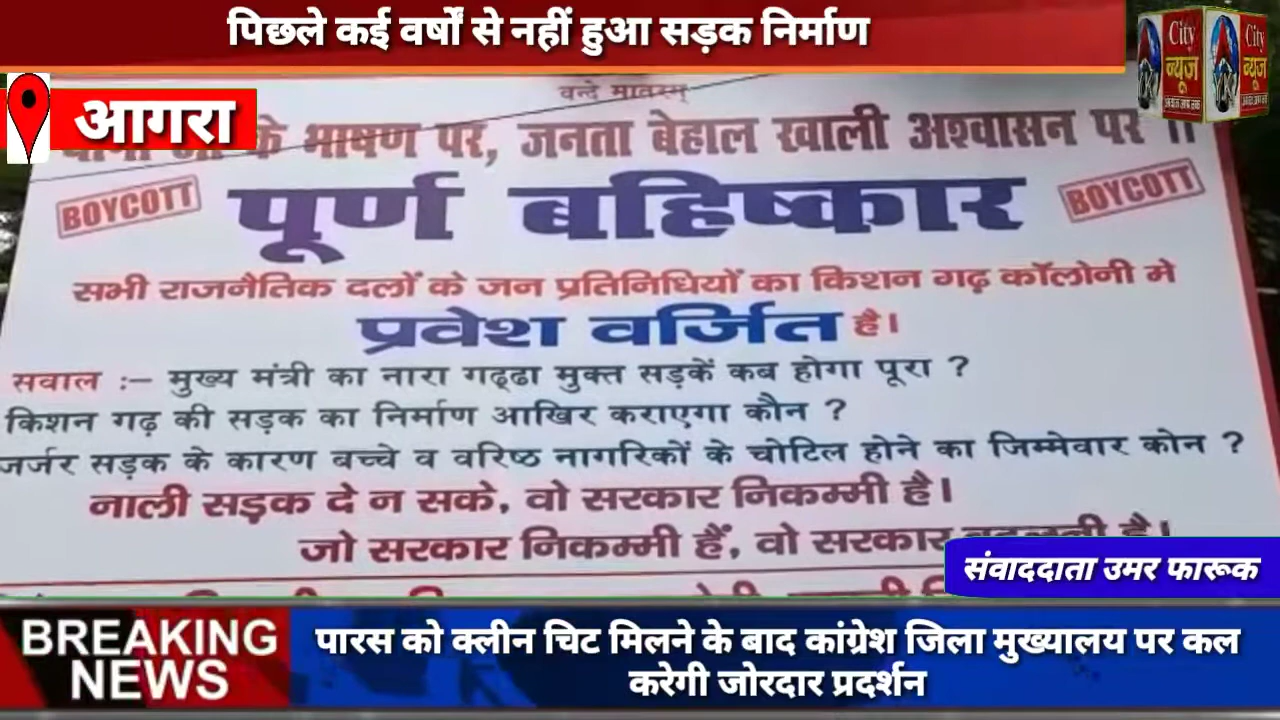 पिछले कई वर्षों से नहीं हुआ सड़क निर्माण
City
न्यूज़
City
न्यूज़
आगरा
वन्दे मातरम्
के भाषण पर, जनता बेहाल खाली अश्वासन पर ।।
BOYCOTT
पूर्ण बहिष्कार
BOYCOTT
सभी राजनैतिक दलों के जन प्रतिनिधियों का किशन गढ़ कॉलोनी मे
प्रवेश वर्जित है।
सवाल :– मुख्य मंत्री का नारा गढ्ढा मुक्त सड़कें कब होगा पूरा ?
किशन गढ़ की सड़क का निर्माण आखिर कराएगा कौन ?
जर्जर सड़क के कारण बच्चे व वरिष्ठ नागरिकों के चोटिल होने का जिम्मेवार कोन ?
नाली सड़क दे न सके, वो सरकार निकम्मी है।
जो सरकार निकम्मी हैं, वो सरकार बदलनी है।
संवाददाता उमर फारूक
BREAKING NEWS
पारस को क्लीन चिट मिलने के बाद कांग्रेश जिला मुख्यालय पर कल
करेगी जोरदार प्रदर्शन